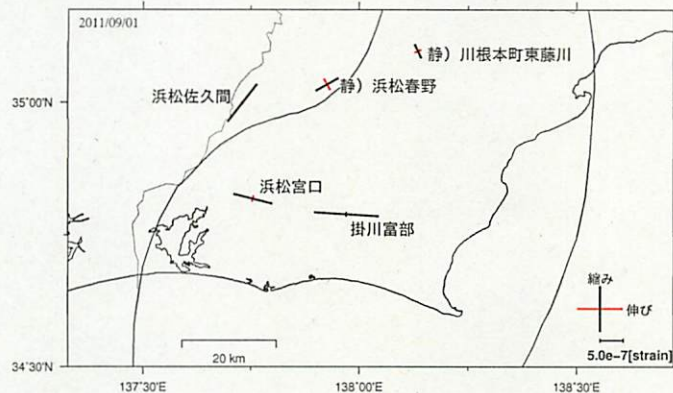 2011/09/01
静）川根本町東藤川
静）浜松春野
浜松佐久間
35°00'N
浜松宮口
掛川富部
縮み
伸び
5.0e-7[strain]
20 km
34°30'N
137°30'E
138°00'E
138°30'E